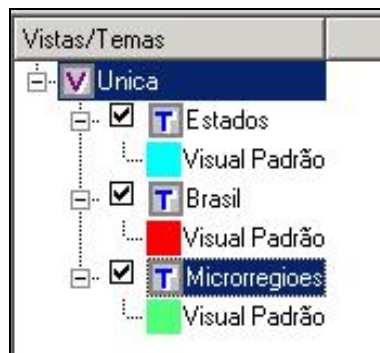 Vistas/Temas
V Unica
T Estados
Visual Padrão
T Brasil
Visual Padrão
T Microrregioes
Visual Padrão